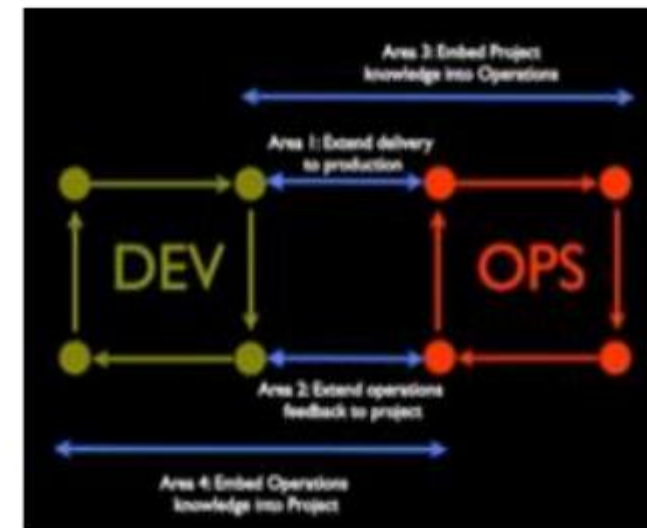 Area 3: Embed Project
knowledge into Operations
Area 1: Extend delivery
to production
DEV
OPS
Area 2: Extend operations
feedback to project
Area 4: Embed Operations
knowledge into Project